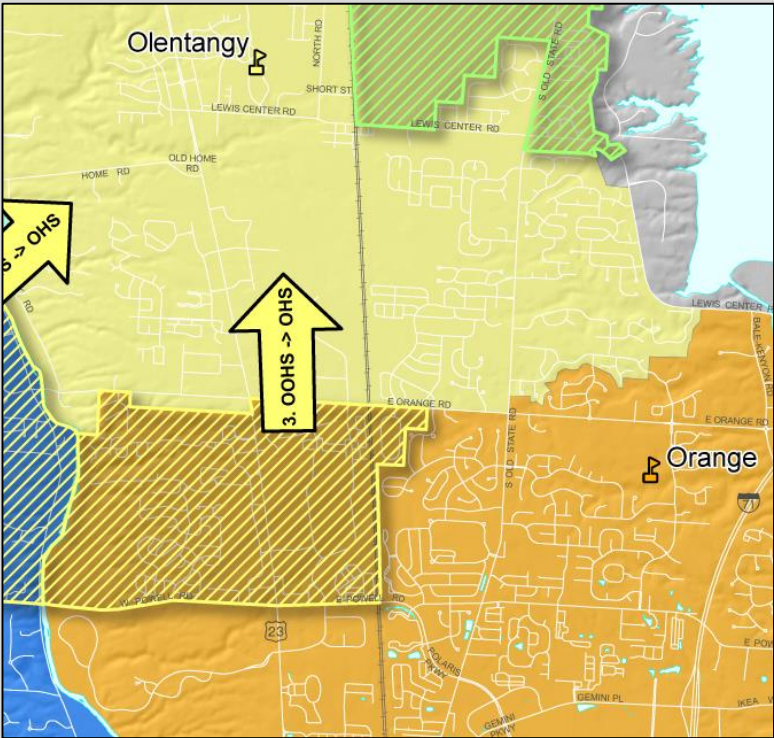 Olentangy
NORTH RD
S OLD STATE RD
SHORT ST
LEWIS CENTER RD
LEWIS CENTER RD
OLD HOME
RD
HOME RD
S -> OHS
RD
3. OOHS -> OHS
LEWIS CENTER R
BALE KENYON RD
E ORANGE RD
E ORANGE RD
S OLD STATE RD
Orange
71
W POWELL RD
E POWELL RD
23
POLARIS
PKWY
E POW
GEMINI PL
IKEA W
GEMINI
PKWY